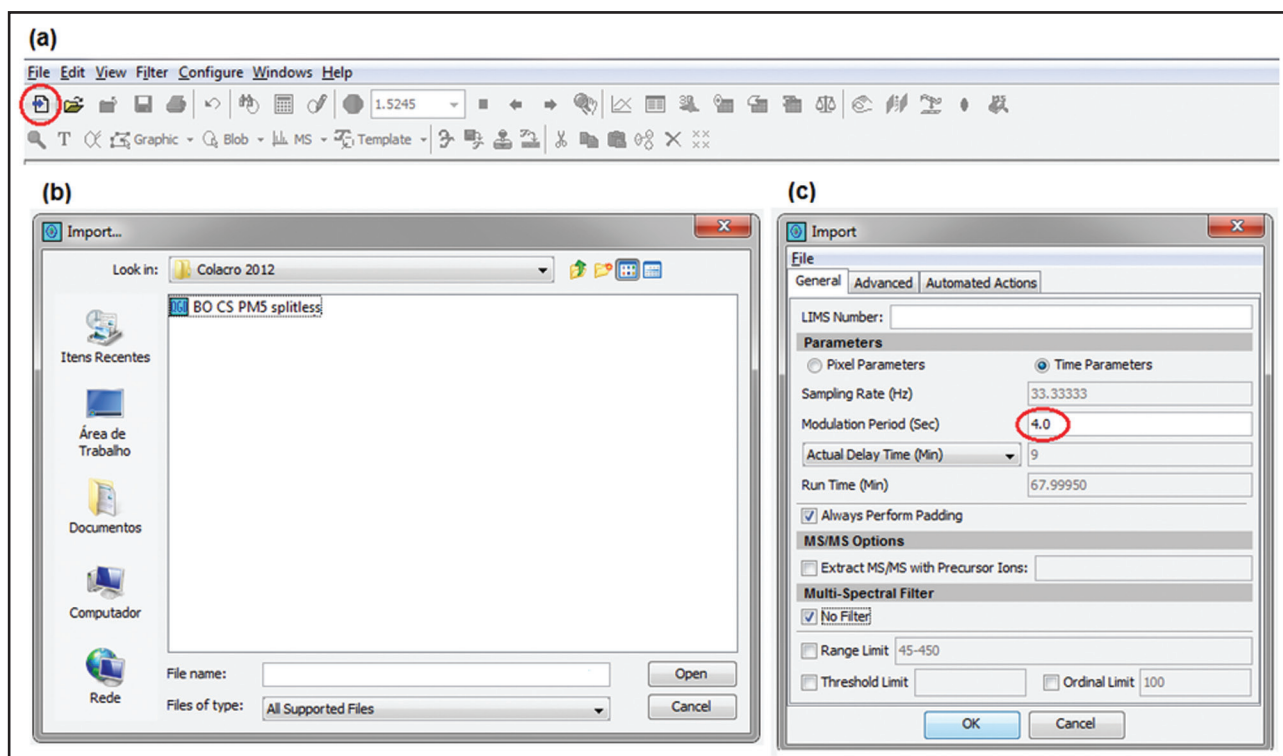 (a)
File Edit View Filter Configure Windows Help
1.5245
T Graphic Blob MS Template
(b)
Import...
Look in: Colacro 2012
BO CS PM5 splitless
Itens Recentes
Área de
Trabalho
Documentos
Computador
Rede
File name:
Open
Files of type: All Supported Files
Cancel
(c)
Import
File
General Advanced Automated Actions
LIMS Number:
Parameters
Pixel Parameters Time Parameters
Sampling Rate (Hz) 33.33333
Modulation Period (Sec) 4.0
Actual Delay Time (Min) 9
Run Time (Min) 67.99950
Always Perform Padding
MS/MS Options
Extract MS/MS with Precursor Ions:
Multi-Spectral Filter
No Filter
Range Limit 45-450
Threshold Limit Ordinal Limit 100
OK Cancel